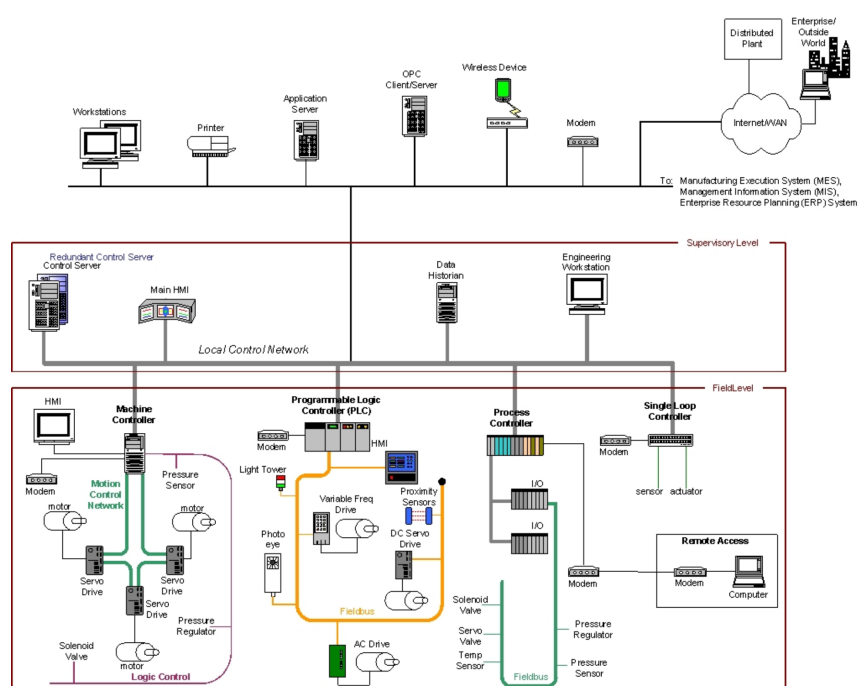 Enterprise/
Outside
World
Distributed
Plant
OPC
Client/Server
Wireless Device
Workstations
Printer
Application
Server
Modem
Internet/WAN
To: Manufacturing Execution System (MES),
Management Information System (MIS),
Enterprise Resource Planning (ERP) System
Supervisory Level
Redundant Control Server
Control Server
Main HMI
Data
Historian
Engineering
Workstation
Local Control Network
FieldLevel
HMI
Machine
Controller
Programmable Logic
Controller (PLC)
Process
Controller
Single Loop
Controller
Modem
HMI
Modem
Modem
Pressure
Sensor
Motion
Control
Network
Light Tower
Variable Freq
Drive
Proximity
Sensors
I/O
I/O
sensor
actuator
motor
motor
Photo
eye
DC Servo
Drive
Servo
Drive
Servo
Drive
Servo
Drive
Remote Access
Modem
Modem
Computer
Fieldbus
Solenoid
Valve
Servo
Valve
Temp
Sensor
Pressure
Regulator
Pressure
Regulator
Pressure
Sensor
Solenoid
Valve
motor
Logic Control
AC Drive
Fieldbus